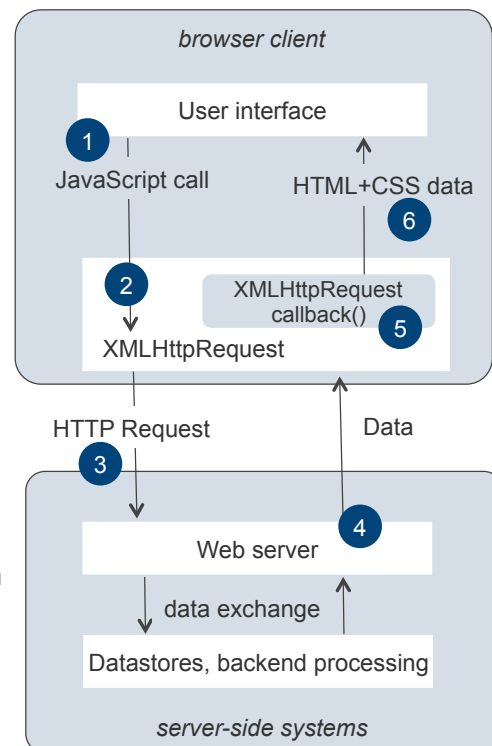 browser client
User interface
1
JavaScript call
HTML+CSS data
6
2
XMLHttpRequest
callback()
5
XMLHttpRequest
HTTP Request
Data
3
4
Web server
data exchange
Datastores, backend processing
server-side systems